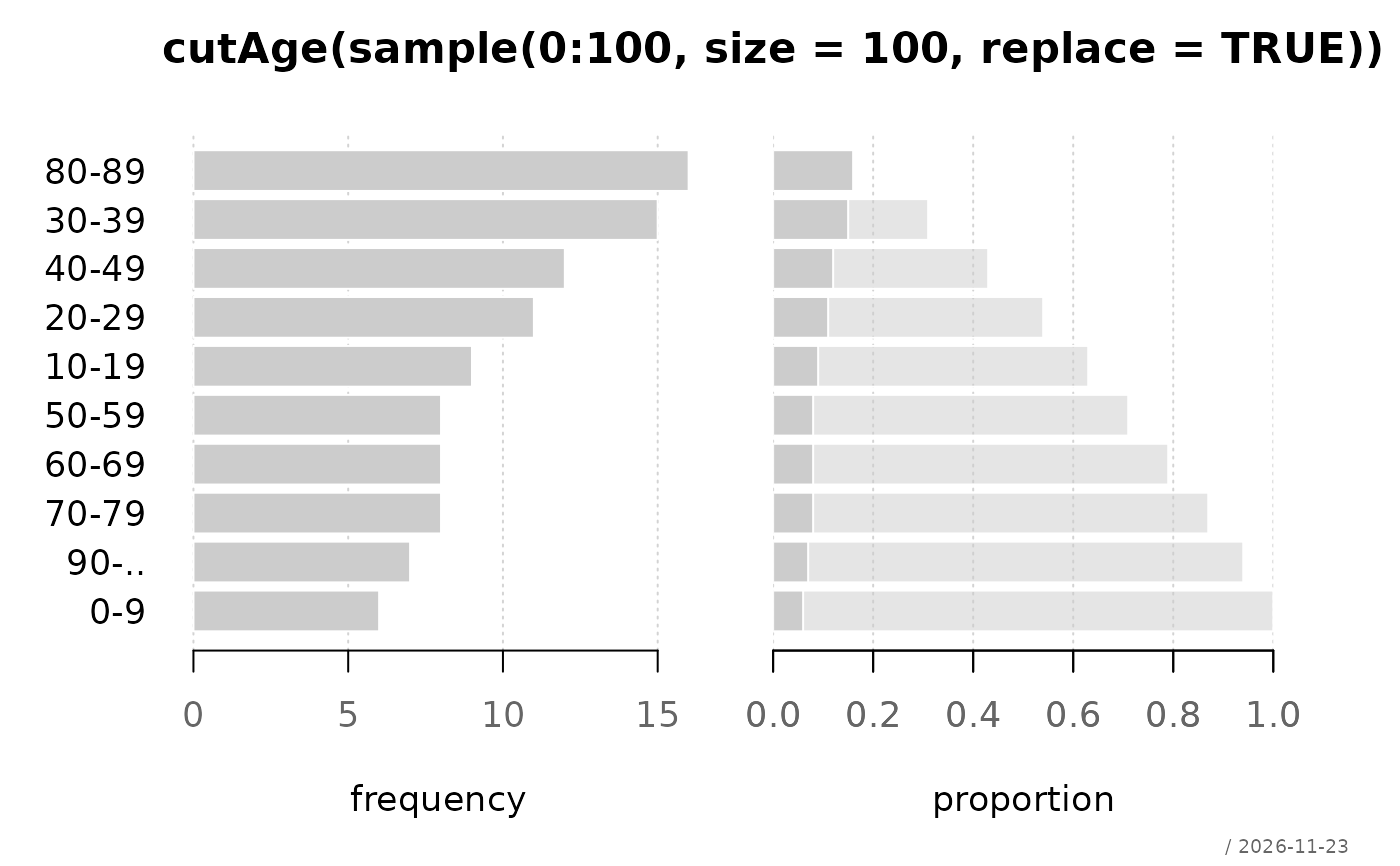 cutAge(sample(0:100, size = 100, replace = TRUE))
80-89
30-39
40-49
20-29
10-19
50-59
60-69
70-79
90-..
0-9
0 5 10 15
0.0 0.2 0.4 0.6 0.8 1.0
frequency
proportion
/ 2026-11-23